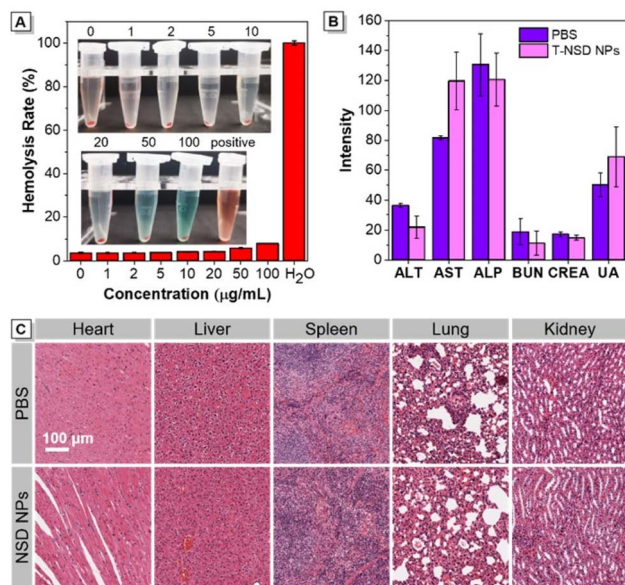 A
0 1 2 5 10
20 50 100 positive
Hemolysis Rate (%)
100
80
60
40
20
0
0 1 2 5 10 20 50 100 H₂O
Concentration (µg/mL)
B
PBS
T-NSD NPs
Intensity
160
140
120
100
80
60
40
20
0
ALT AST ALP BUN CREA UA
C
Heart Liver Spleen Lung Kidney
PBS
100 µm
NSD NPs